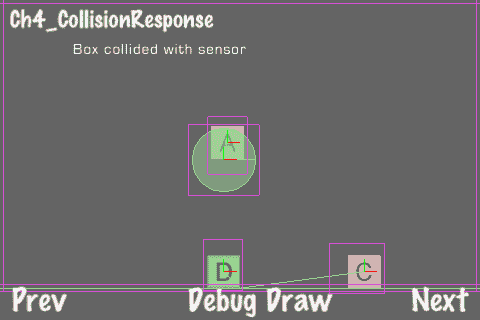 Ch4_CollisionResponse
Box collided with sensor
A
D
C
Prev
Debug Draw
Next